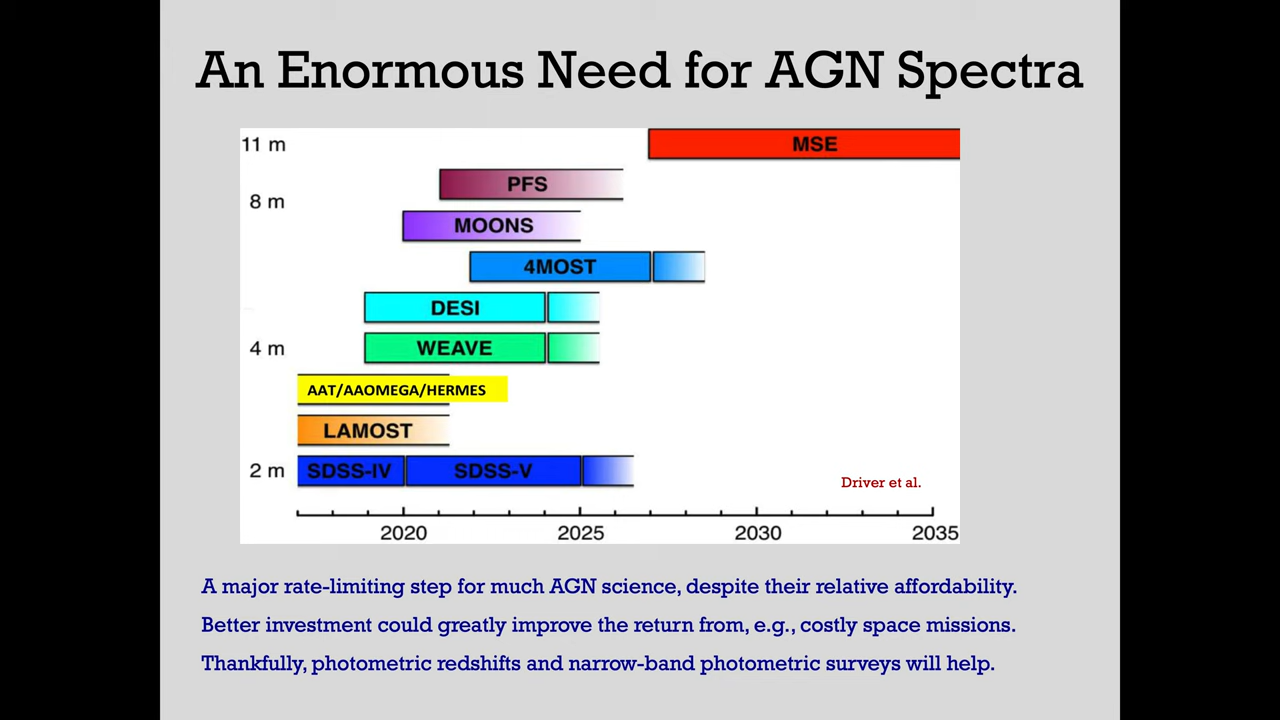 An Enormous Need for AGN Spectra
11 m
MSE
PFS
8 m
MOONS
4MOST
DESI
4 m
WEAVE
AAT/AAOMEGA/HERMES
LAMOST
2 m
SDSS-IV
SDSS-V
Driver et al.
2020
2025
2030
2035
A major rate-limiting step for much AGN science, despite their relative affordability.
Better investment could greatly improve the return from, e.g., costly space missions.
Thankfully, photometric redshifts and narrow-band photometric surveys will help.